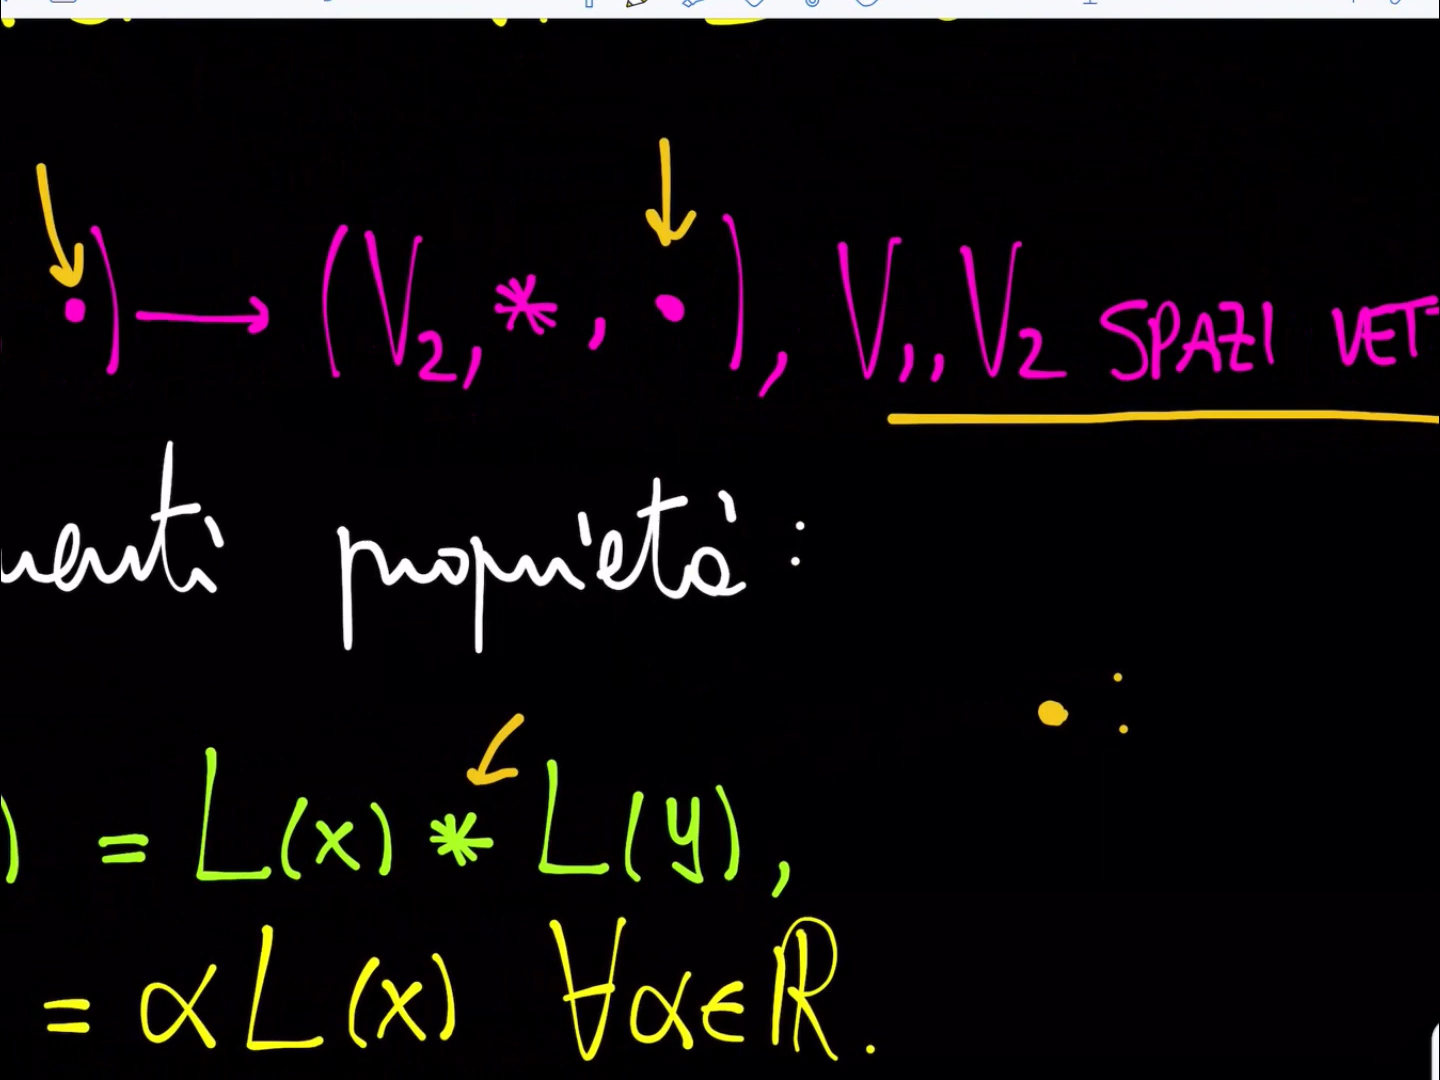 •) → (V₂, *, •), V₁, V₂ SPAZI VET
uenti proprietà:
) = L(x) * L(y),
= αL(x) ∀α∈ℝ.